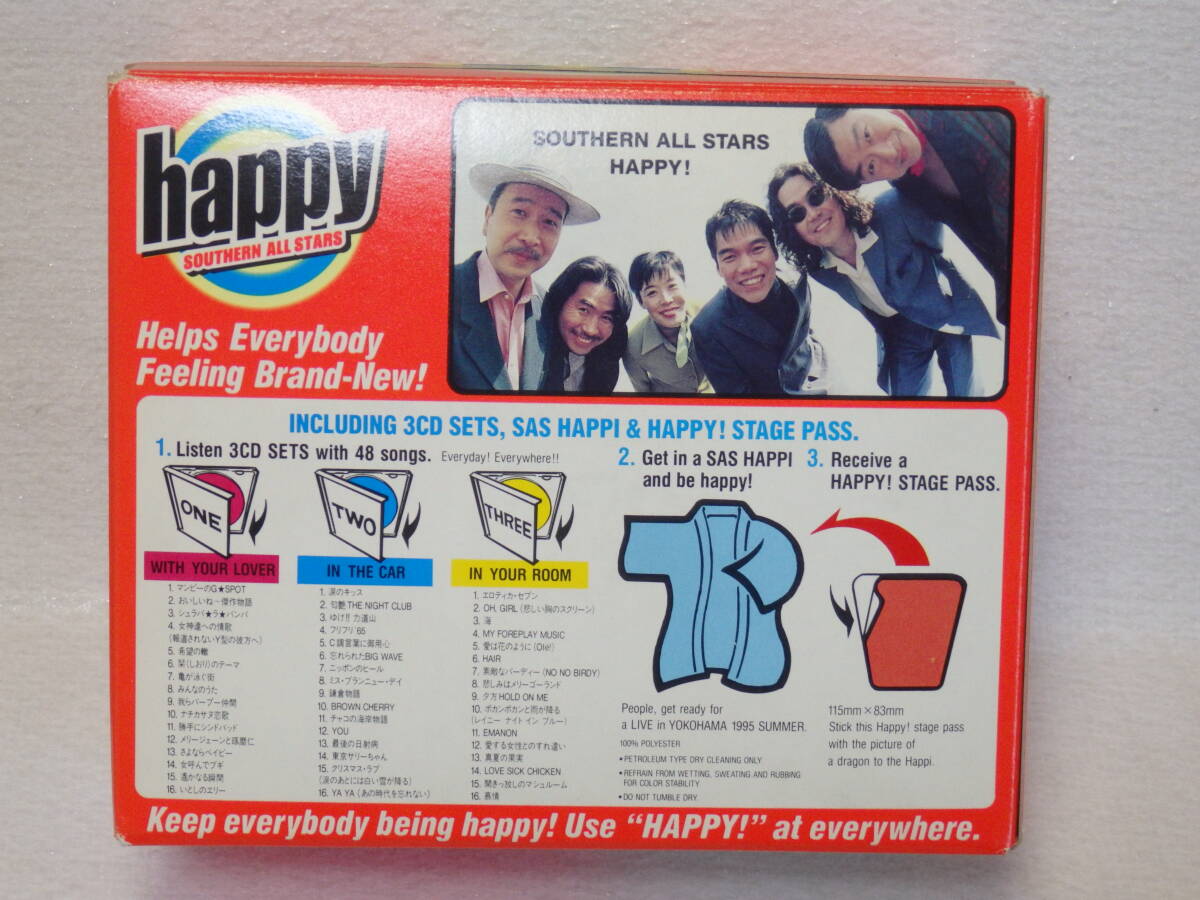 happy
SOUTHERN ALL STARS
SOUTHERN ALL STARS
HAPPY!
Helps Everybody
Feeling Brand-New!
INCLUDING 3CD SETS, SAS HAPPI & HAPPY! STAGE PASS.
1. Listen 3CD SETS with 48 songs. Everyday! Everywhere!!
ONE
WITH YOUR LOVER
1. マンピーのG★SPOT
2. おいしいね〜傑作物語
3. シュラバ★ラ★バンバ
4. 女神達への情歌
(報道されないY型の彼方へ)
5. 希望の轍
6. 栞(しおり)のテーマ
7. 亀が泳ぐ街
8. みんなのうた
9. 我らパープー仲間
10. ナチカサヌ恋歌
11. 勝手にシンドバッド
12. メリージェーンと琢磨仁
13. さよならベイビー
14. 女呼んでブギ
15. 遙かなる瞬間
16. いとしのエリー
TWO
IN THE CAR
1. 涙のキッス
2. 匂艶 THE NIGHT CLUB
3. ゆけ!! 力道山
4. フリフリ'65
5. C調言葉に御用心
6. 忘れられたBIG WAVE
7. ニッポンのヒール
8. ミス・ブランニュー・デイ
9. 鎌倉物語
10. BROWN CHERRY
11. チャコの海岸物語
12. YOU
13. 最後の日射病
14. 東京サリーちゃん
15. クリスマス・ラブ
(涙のあとには白い雪が降る)
16. YA YA (あの時代を忘れない)
THREE
IN YOUR ROOM
1. エロティカ・セブン
2. OH, GIRL (悲しい胸のスクリーン)
3. 海
4. MY FOREPLAY MUSIC
5. 愛は花のように (Olé!)
6. HAIR
7. 素敵なバーディー (NO NO BIRDY)
8. 悲しみはメリーゴーランド
9. 夕方 HOLD ON ME
10. ポカンポカンと雨が降る
(レイニー ナイト イン ブルー)
11. EMANON
12. 愛する女性とのすれ違い
13. 真夏の果実
14. LOVE SICK CHICKEN
15. 開きっ放しのマシュルーム
16. 慕情
2. Get in a SAS HAPPI
and be happy!
People, get ready for
a LIVE in YOKOHAMA 1995 SUMMER.
100% POLYESTER
• PETROLEUM TYPE DRY CLEANING ONLY
• REFRAIN FROM WETTING, SWEATING AND RUBBING
FOR COLOR STABILITY
• DO NOT TUMBLE DRY.
3. Receive a
HAPPY! STAGE PASS.
115mm×83mm
Stick this Happy! stage pass
with the picture of
a dragon to the Happi.
Keep everybody being happy! Use "HAPPY!" at everywhere.